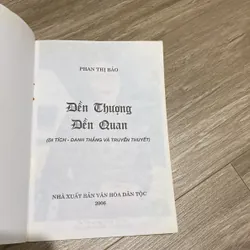 PHAN THỊ BẢO
Đền Thượng
Đền Quan
(DI TÍCH - DANH THẮNG VÀ TRUYỀN THUYẾT)
NHÀ XUẤT BẢN VĂN HÓA DÂN TỘC
2006